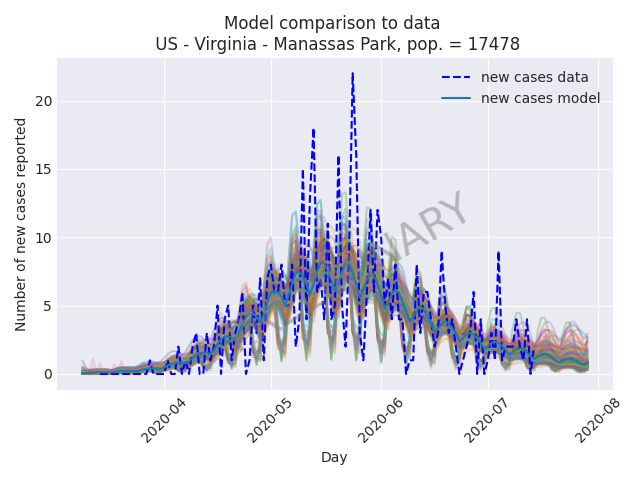 Model comparison to data
US - Virginia - Manassas Park, pop. = 17478
new cases data
new cases model
Number of new cases reported
20
15
10
5
0
2020-04
2020-05
2020-06
2020-07
2020-08
Day